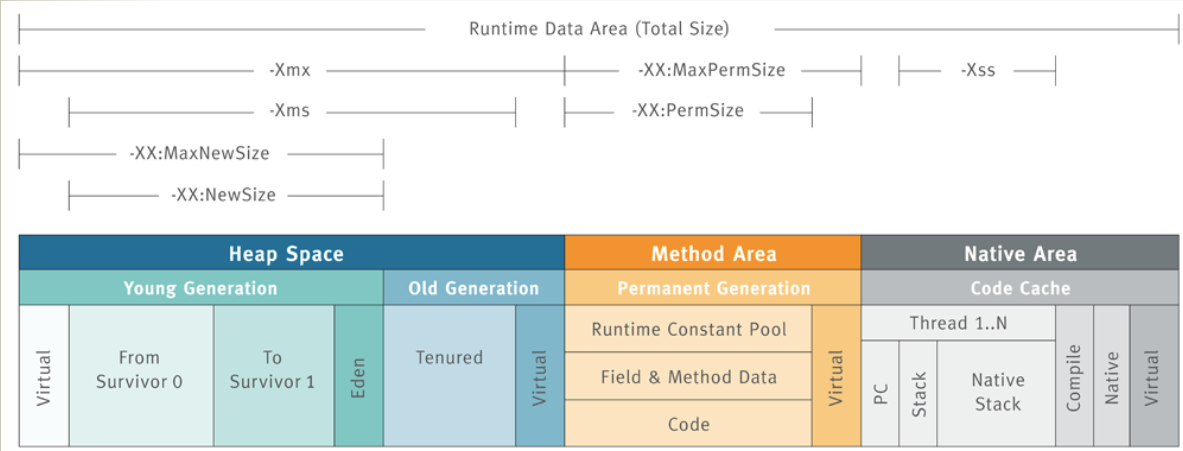 Runtime Data Area (Total Size)
-Xmx
-XX:MaxPermSize
-Xss
-Xms
-XX:PermSize
-XX:MaxNewSize
-XX:NewSize
Heap Space
Method Area
Native Area
Young Generation
Old Generation
Permanent Generation
Code Cache
Virtual
From
Survivor 0
To
Survivor 1
Eden
Tenured
Virtual
Runtime Constant Pool
Field & Method Data
Code
Virtual
Thread 1..N
PC
Stack
Native
Stack
Compile
Native
Virtual